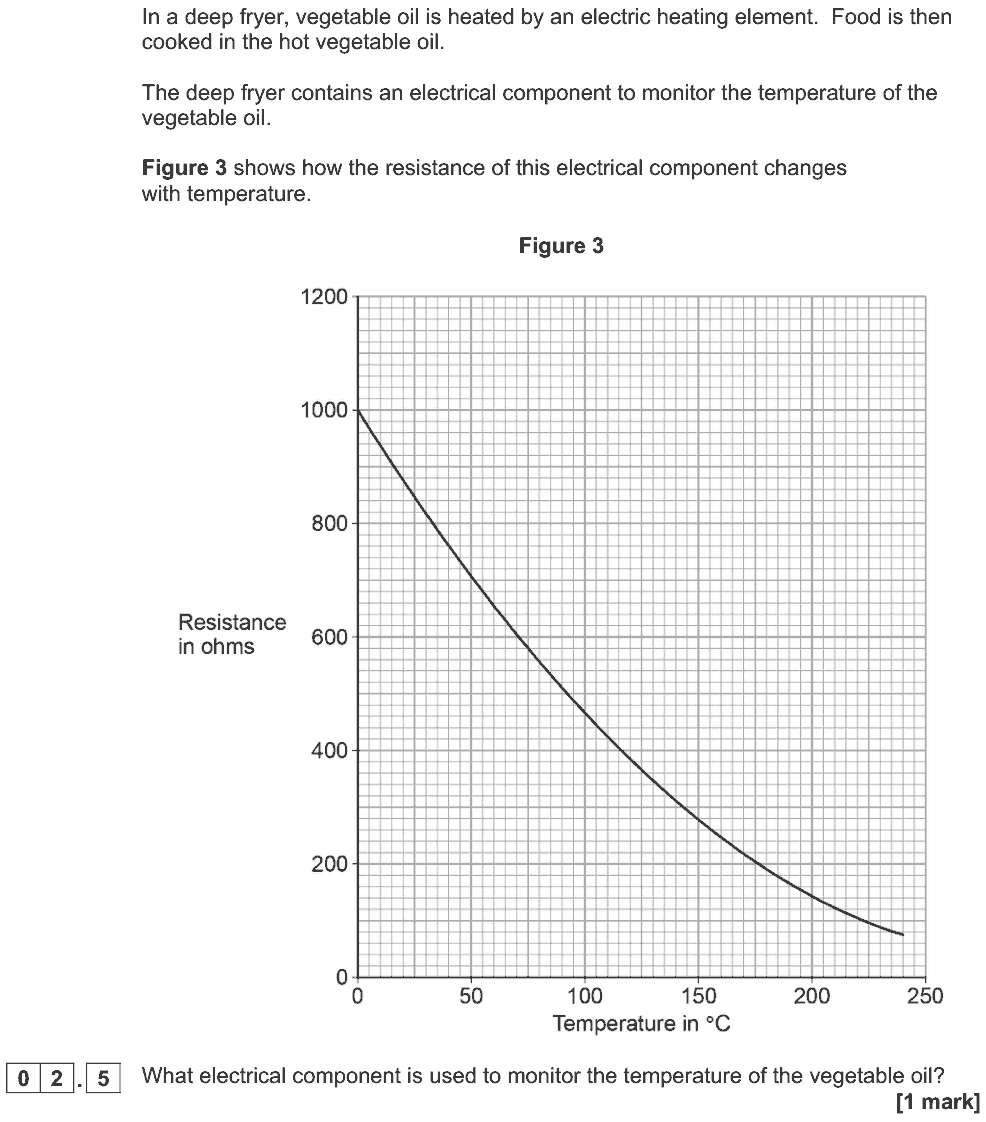 In a deep fryer, vegetable oil is heated by an electric heating element.  Food is then
cooked in the hot vegetable oil.
The deep fryer contains an electrical component to monitor the temperature of the
vegetable oil.
Figure 3 shows how the resistance of this electrical component changes
with temperature.
Figure 3
1200
1000
800
Resistance
in ohms
600
400
200
0
0 50 100 150 200 250
Temperature in °C
0 2 . 5 What electrical component is used to monitor the temperature of the vegetable oil?
[1 mark]